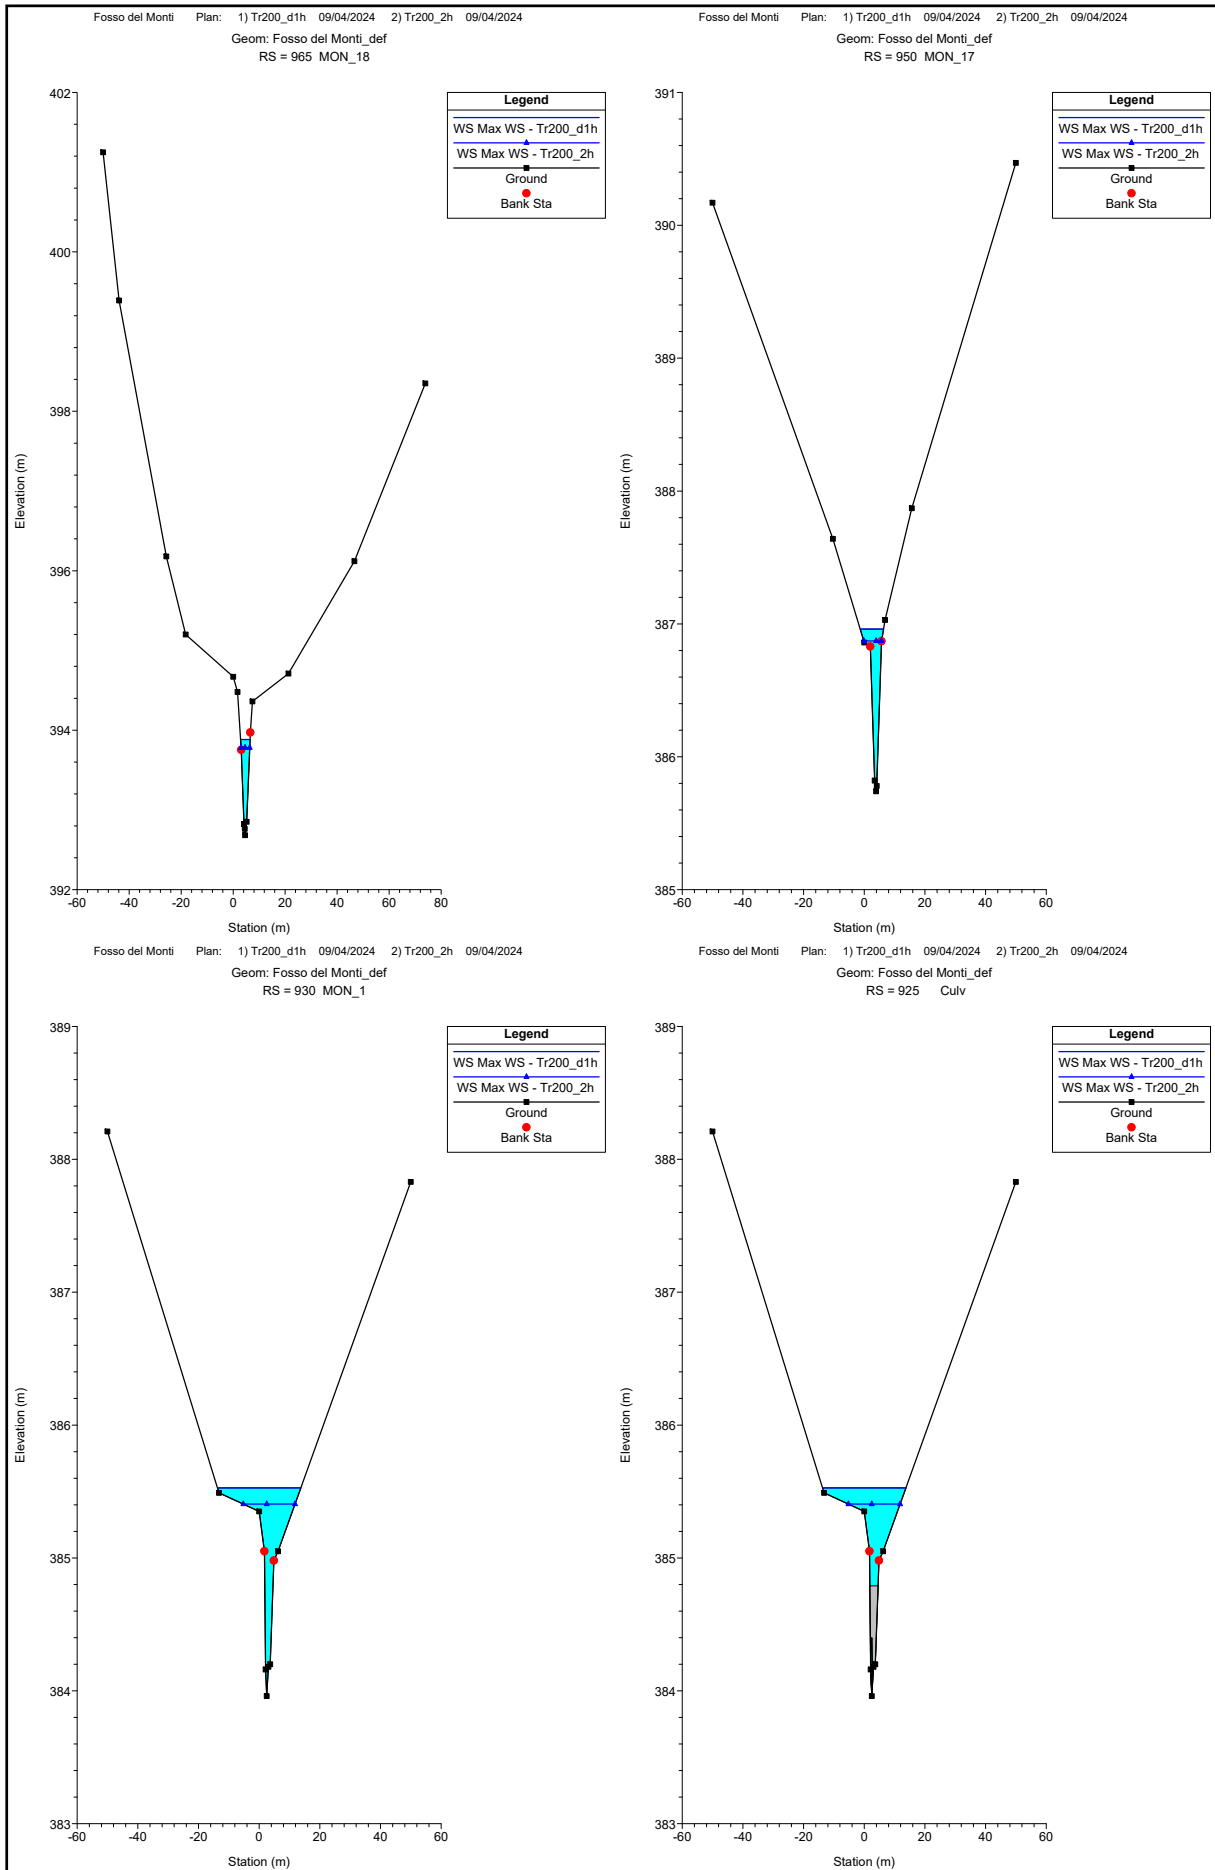 Fosso del Monti Plan: 1) Tr200_d1h 09/04/2024 2) Tr200_2h 09/04/2024
Geom: Fosso del Monti_def
RS = 965 MON_18
402
400
398
396
394
392
-60 -40 -20 0 20 40 60 80
Station (m)
Elevation (m)
Legend
WS Max WS - Tr200_d1h
WS Max WS - Tr200_2h
Ground
Bank Sta
Fosso del Monti Plan: 1) Tr200_d1h 09/04/2024 2) Tr200_2h 09/04/2024
Geom: Fosso del Monti_def
RS = 950 MON_17
391
390
389
388
387
386
385
-60 -40 -20 0 20 40 60
Station (m)
Elevation (m)
Legend
WS Max WS - Tr200_d1h
WS Max WS - Tr200_2h
Ground
Bank Sta
Fosso del Monti Plan: 1) Tr200_d1h 09/04/2024 2) Tr200_2h 09/04/2024
Geom: Fosso del Monti_def
RS = 930 MON_1
389
388
387
386
385
384
383
-60 -40 -20 0 20 40 60
Station (m)
Elevation (m)
Legend
WS Max WS - Tr200_d1h
WS Max WS - Tr200_2h
Ground
Bank Sta
Fosso del Monti Plan: 1) Tr200_d1h 09/04/2024 2) Tr200_2h 09/04/2024
Geom: Fosso del Monti_def
RS = 925 Culv
389
388
387
386
385
384
383
-60 -40 -20 0 20 40 60
Station (m)
Elevation (m)
Legend
WS Max WS - Tr200_d1h
WS Max WS - Tr200_2h
Ground
Bank Sta